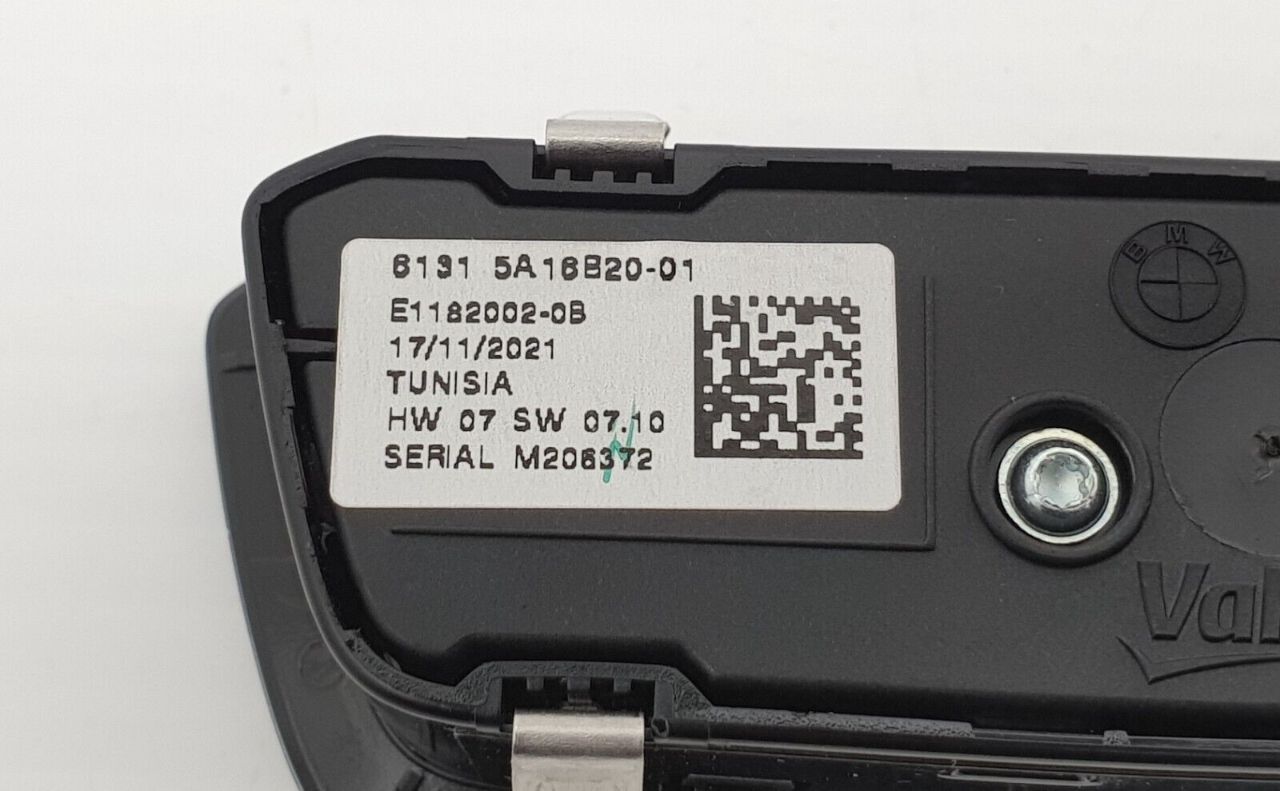 6131 5A16B20-01
E1182002-0B
17/11/2021
TUNISIA
HW 07 SW 07.10
SERIAL M206372
BMW
Val